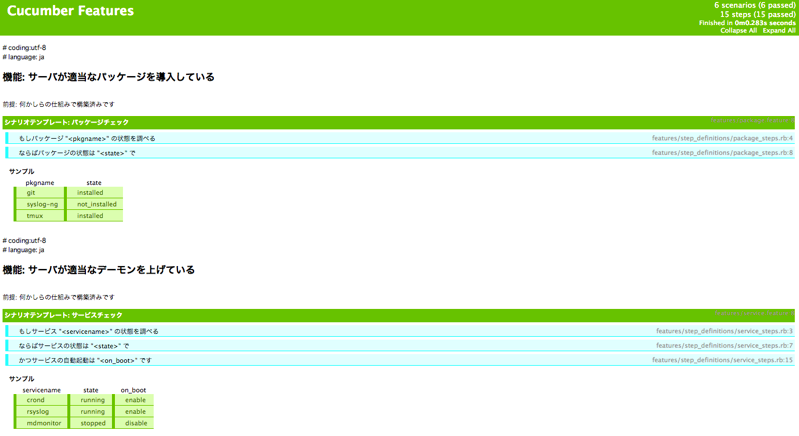 Cucumber Features
6 scenarios (6 passed)
15 steps (15 passed)
Finished in 0m0.283s seconds
Collapse All Expand All
# coding:utf-8
# language: ja
機能: サーバが適当なパッケージを導入している
前提: 何かしらの仕組みで構築済みです
シナリオテンプレート: パッケージチェック
もしパッケージ "<pkgname>" の状態を調べる features/step_definitions/package_steps.rb:4
ならばパッケージの状態は "<state>" で features/step_definitions/package_steps.rb:8
サンプル
pkgname state
git installed
syslog-ng not_installed
tmux installed
# coding:utf-8
# language: ja
機能: サーバが適当なデーモンを上げている
前提: 何かしらの仕組みで構築済みです
シナリオテンプレート: サービスチェック
もしサービス "<servicename>" の状態を調べる features/step_definitions/service_steps.rb:3
ならばサービスの状態は "<state>" で features/step_definitions/service_steps.rb:7
かつサービスの自動起動は "<on_boot>" です features/step_definitions/service_steps.rb:15
サンプル
servicename state on_boot
crond running enable
rsyslog running enable
mdmonitor stopped disable